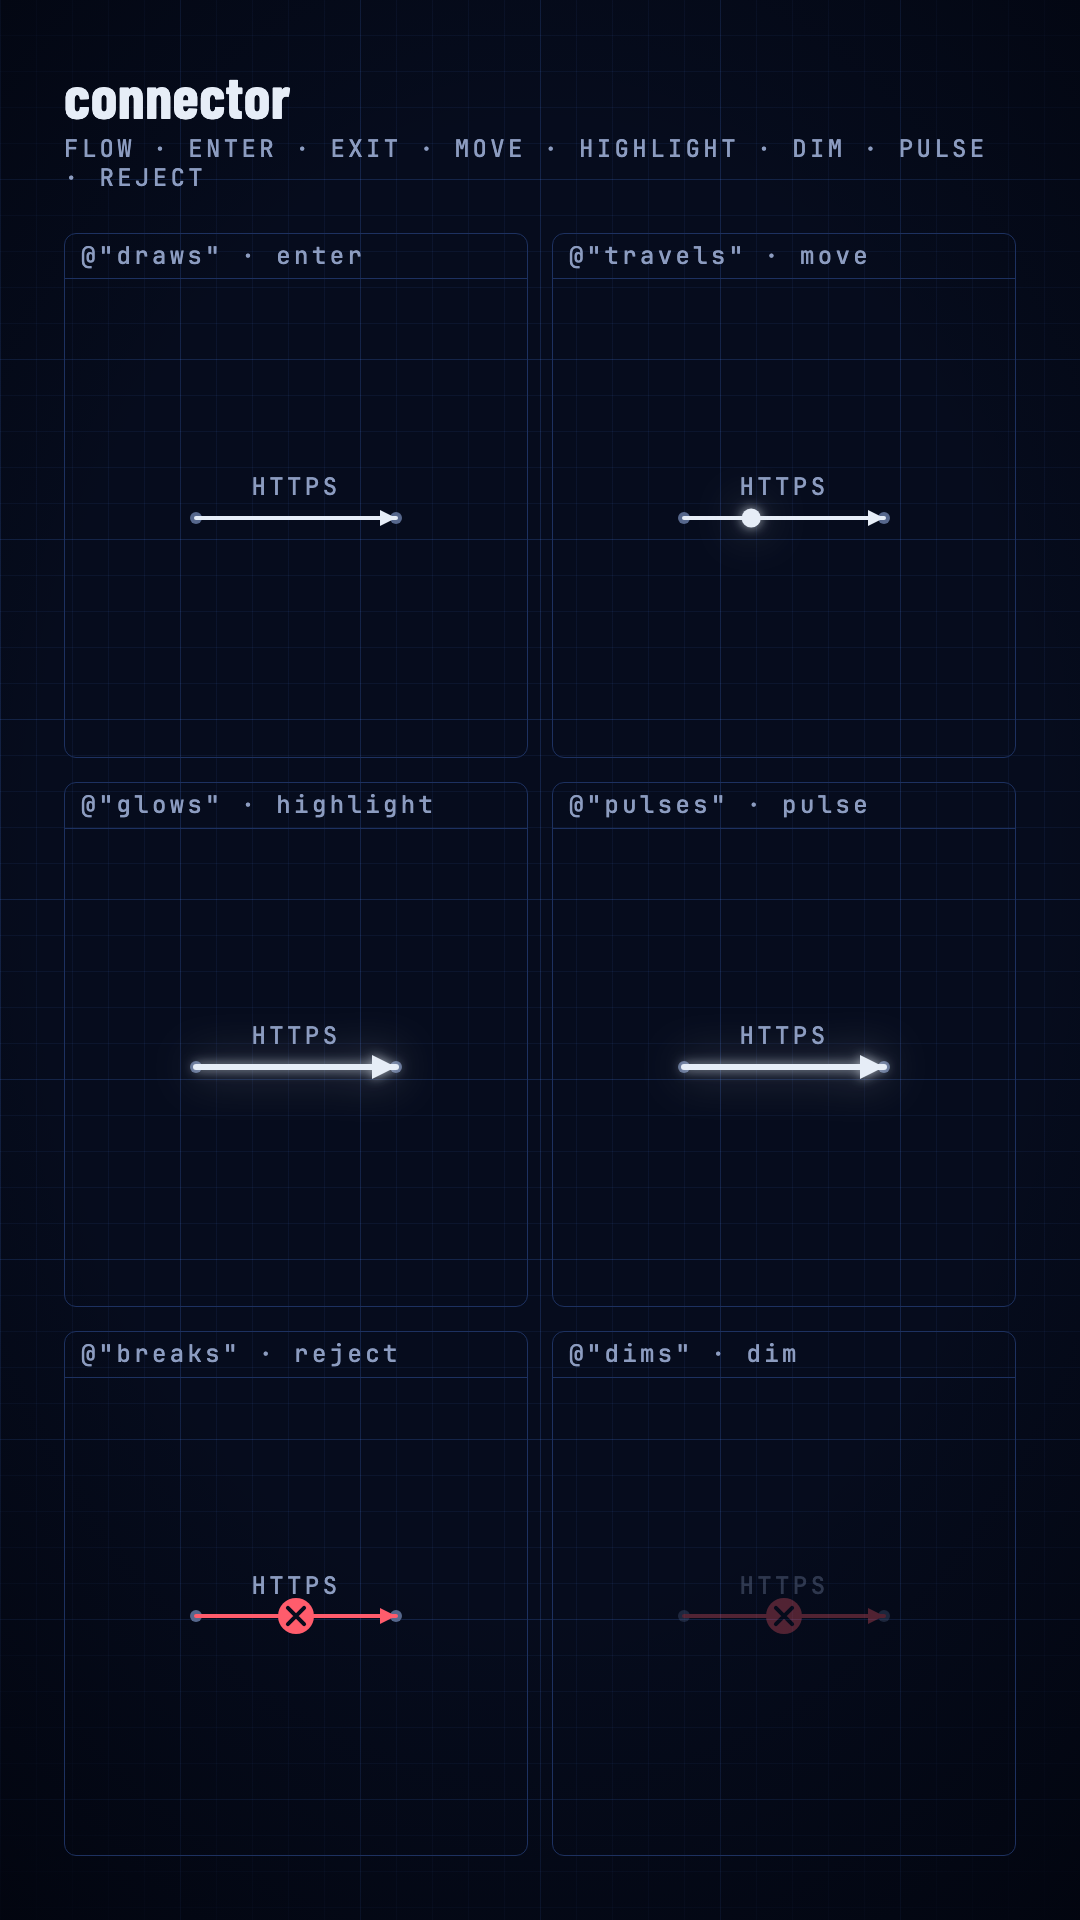 connector
FLOW · ENTER · EXIT · MOVE · HIGHLIGHT · DIM · PULSE
· REJECT
@"draws" · enter
@"travels" · move
HTTPS
HTTPS
@"glows" · highlight
@"pulses" · pulse
HTTPS
HTTPS
@"breaks" · reject
@"dims" · dim
HTTPS
HTTPS